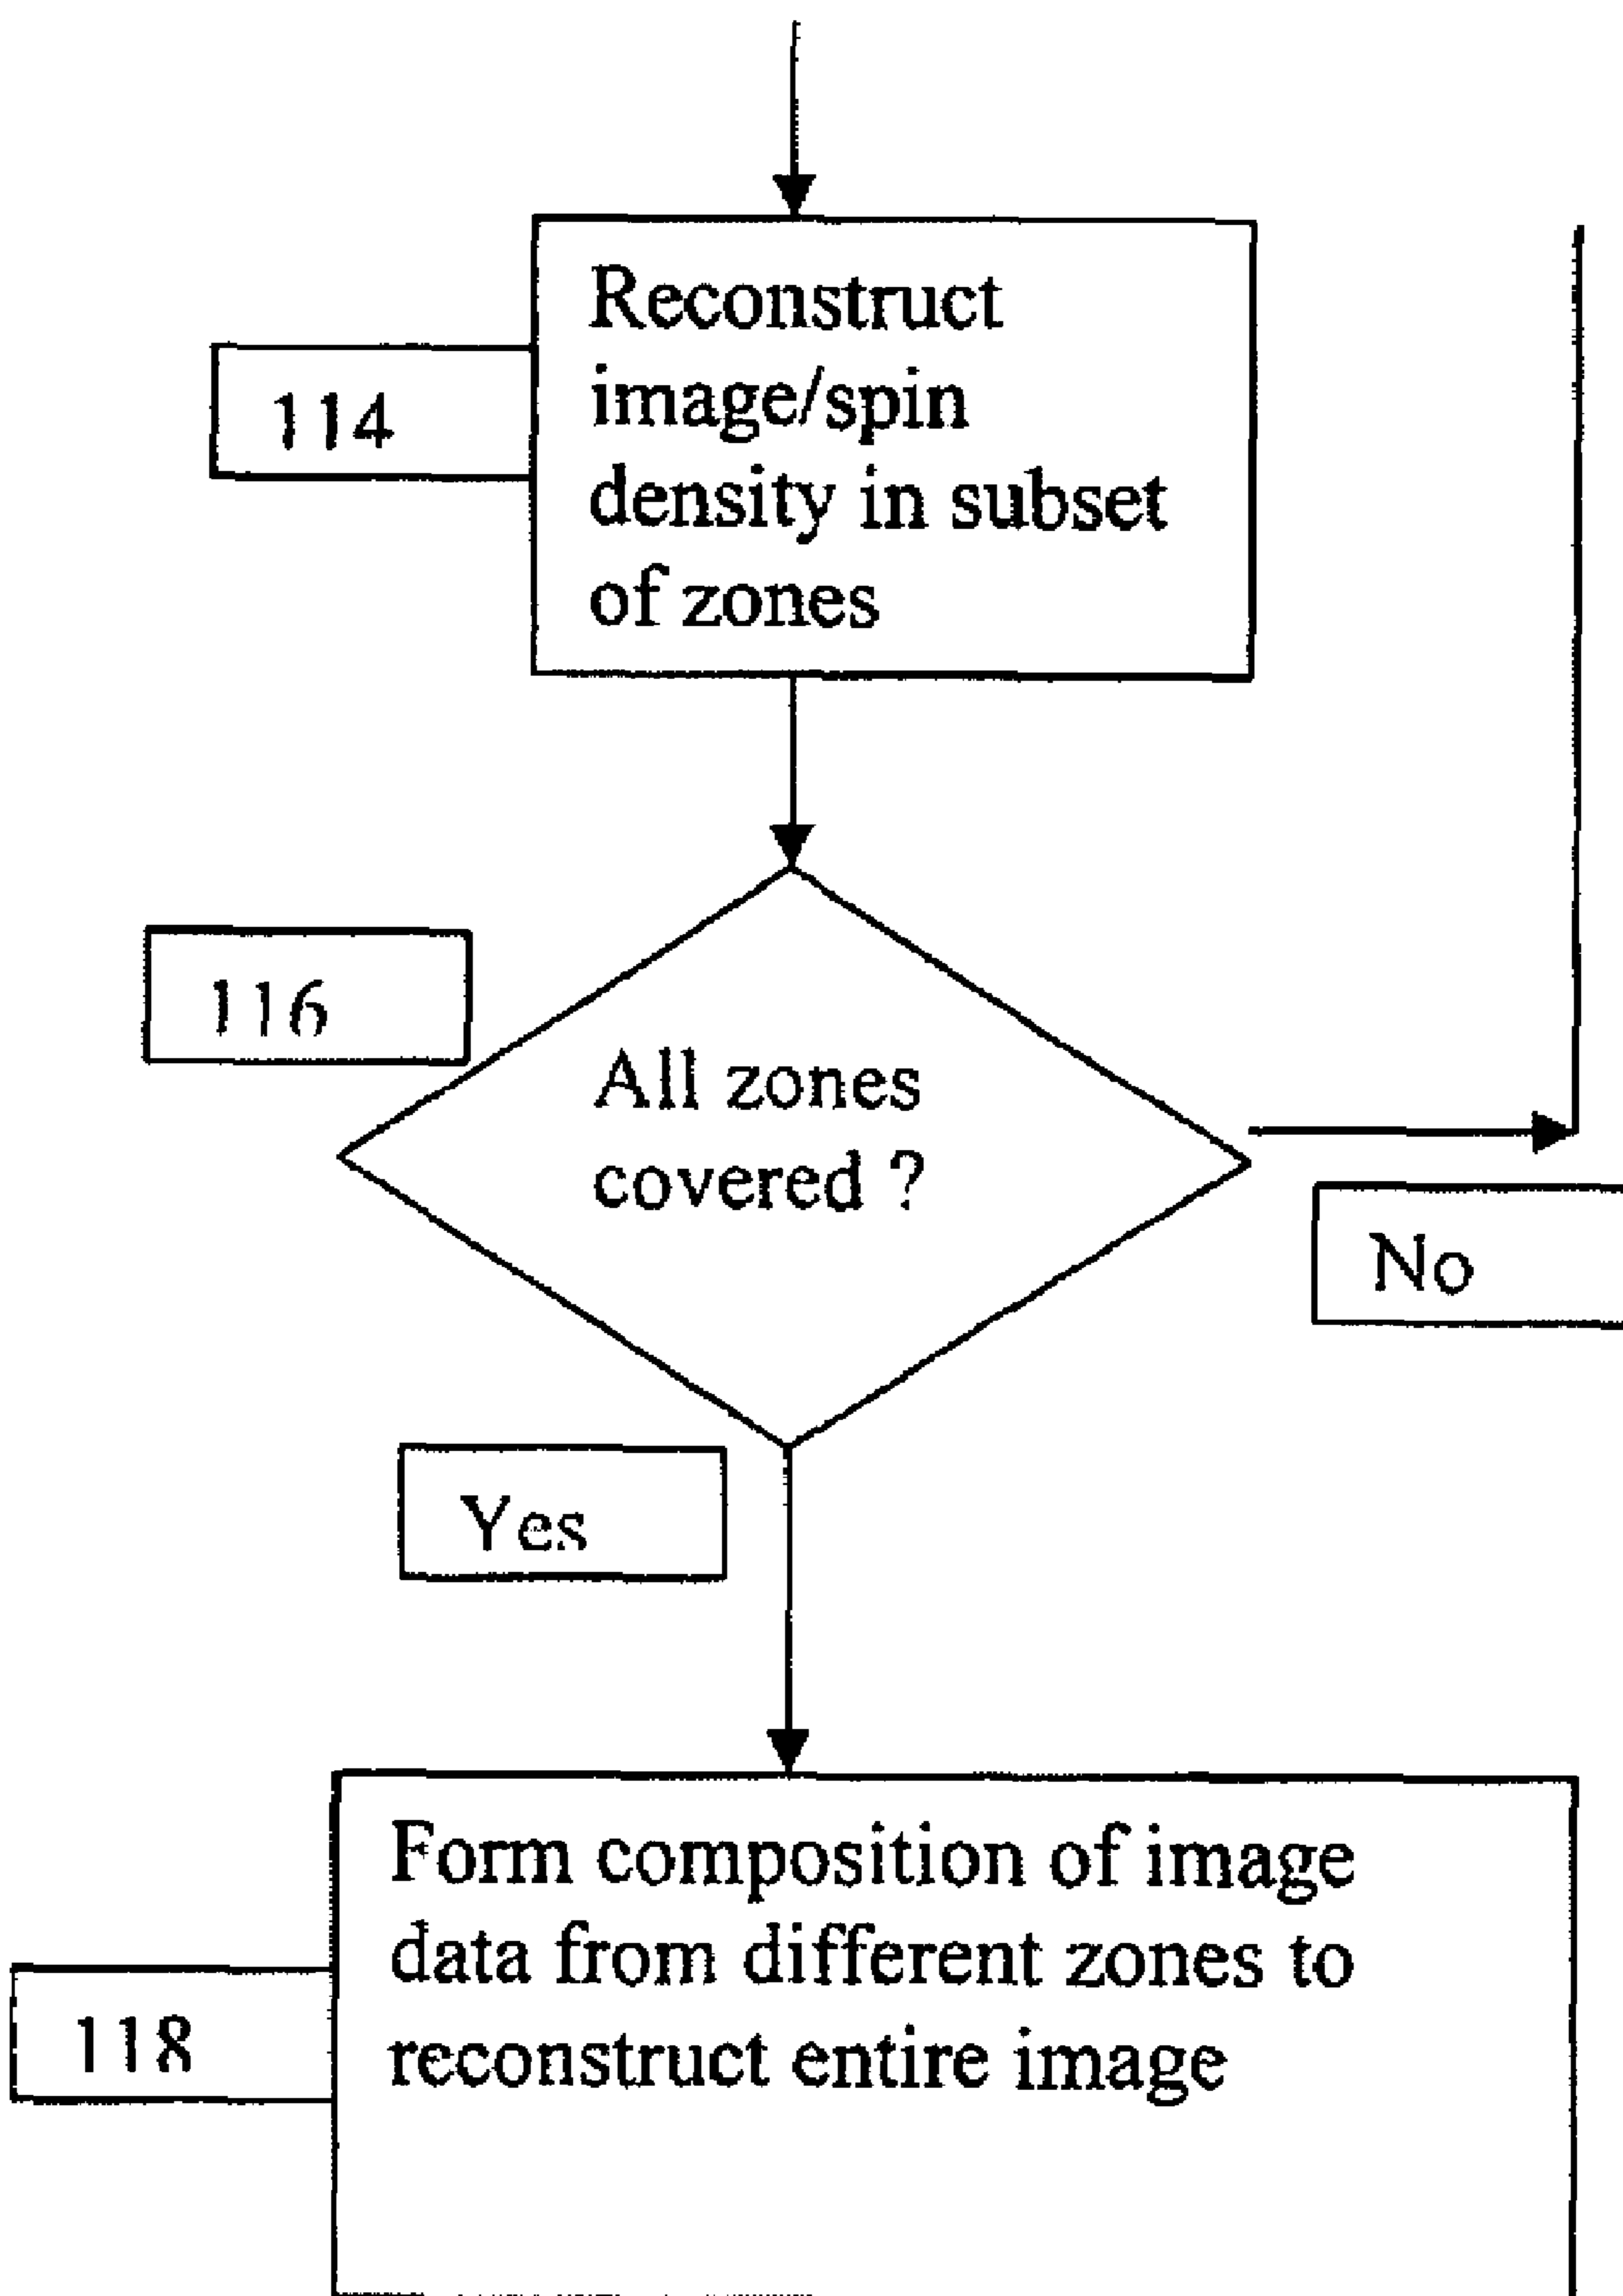 Reconstruct
image/spin
density in subset
of zones
114
116
All zones
covered ?
No
Yes
Form composition of image
data from different zones to
reconstruct entire image
118